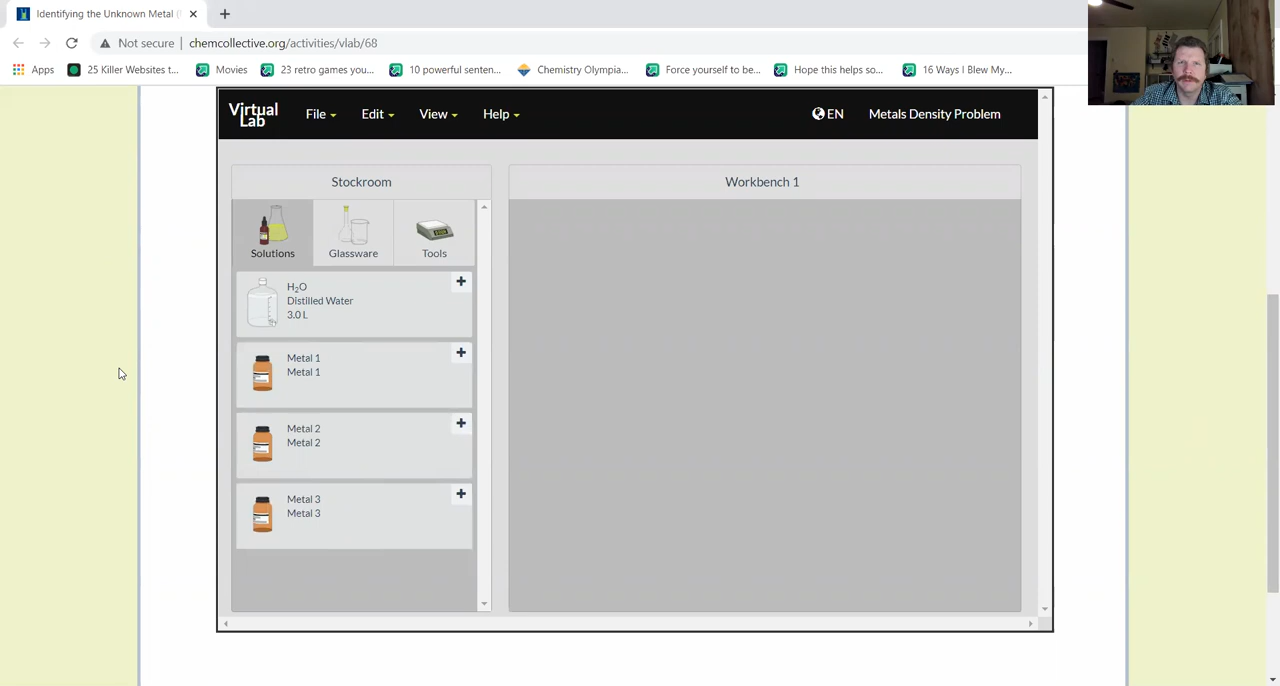 Identifying the Unknown Metal (
Not secure | chemcollective.org/activities/vlab/68
Apps
25 Killer Websites t...
Movies
23 retro games you...
10 powerful senten...
Chemistry Olympia...
Force yourself to be...
Hope this helps so...
16 Ways I Blew My...
Virtual Lab
File
Edit
View
Help
EN
Metals Density Problem
Stockroom
Workbench 1
Solutions
Glassware
Tools
H2O
Distilled Water
3.0 L
Metal 1
Metal 1
Metal 2
Metal 2
Metal 3
Metal 3